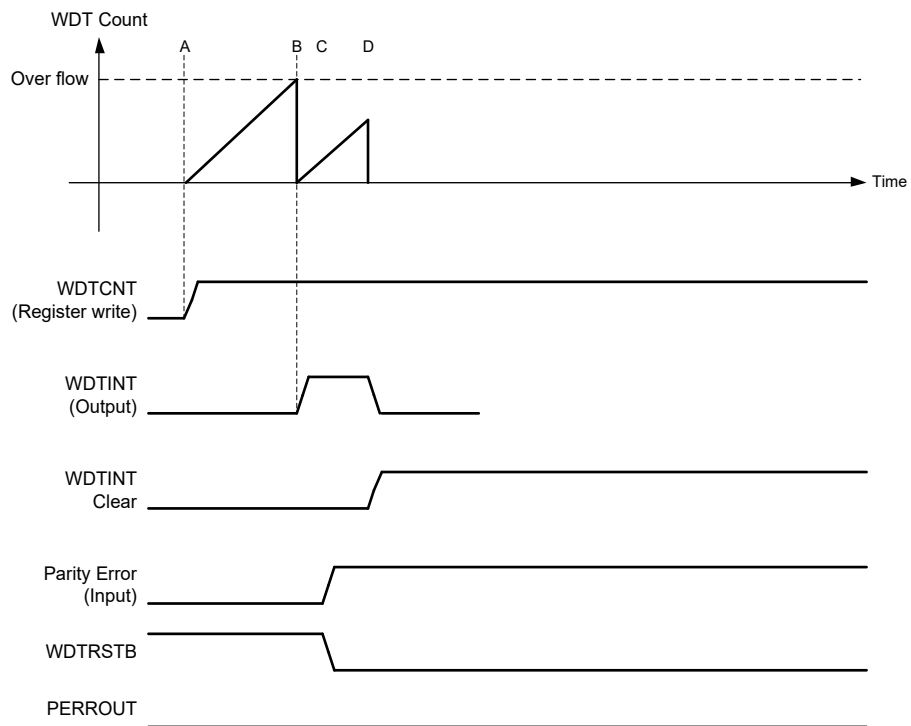 WDT Count
A B C D
Over flow
Time
WDTCNT
(Register write)
WDTINT
(Output)
WDTINT
Clear
Parity Error
(Input)
WDTRSTB
PERROUT